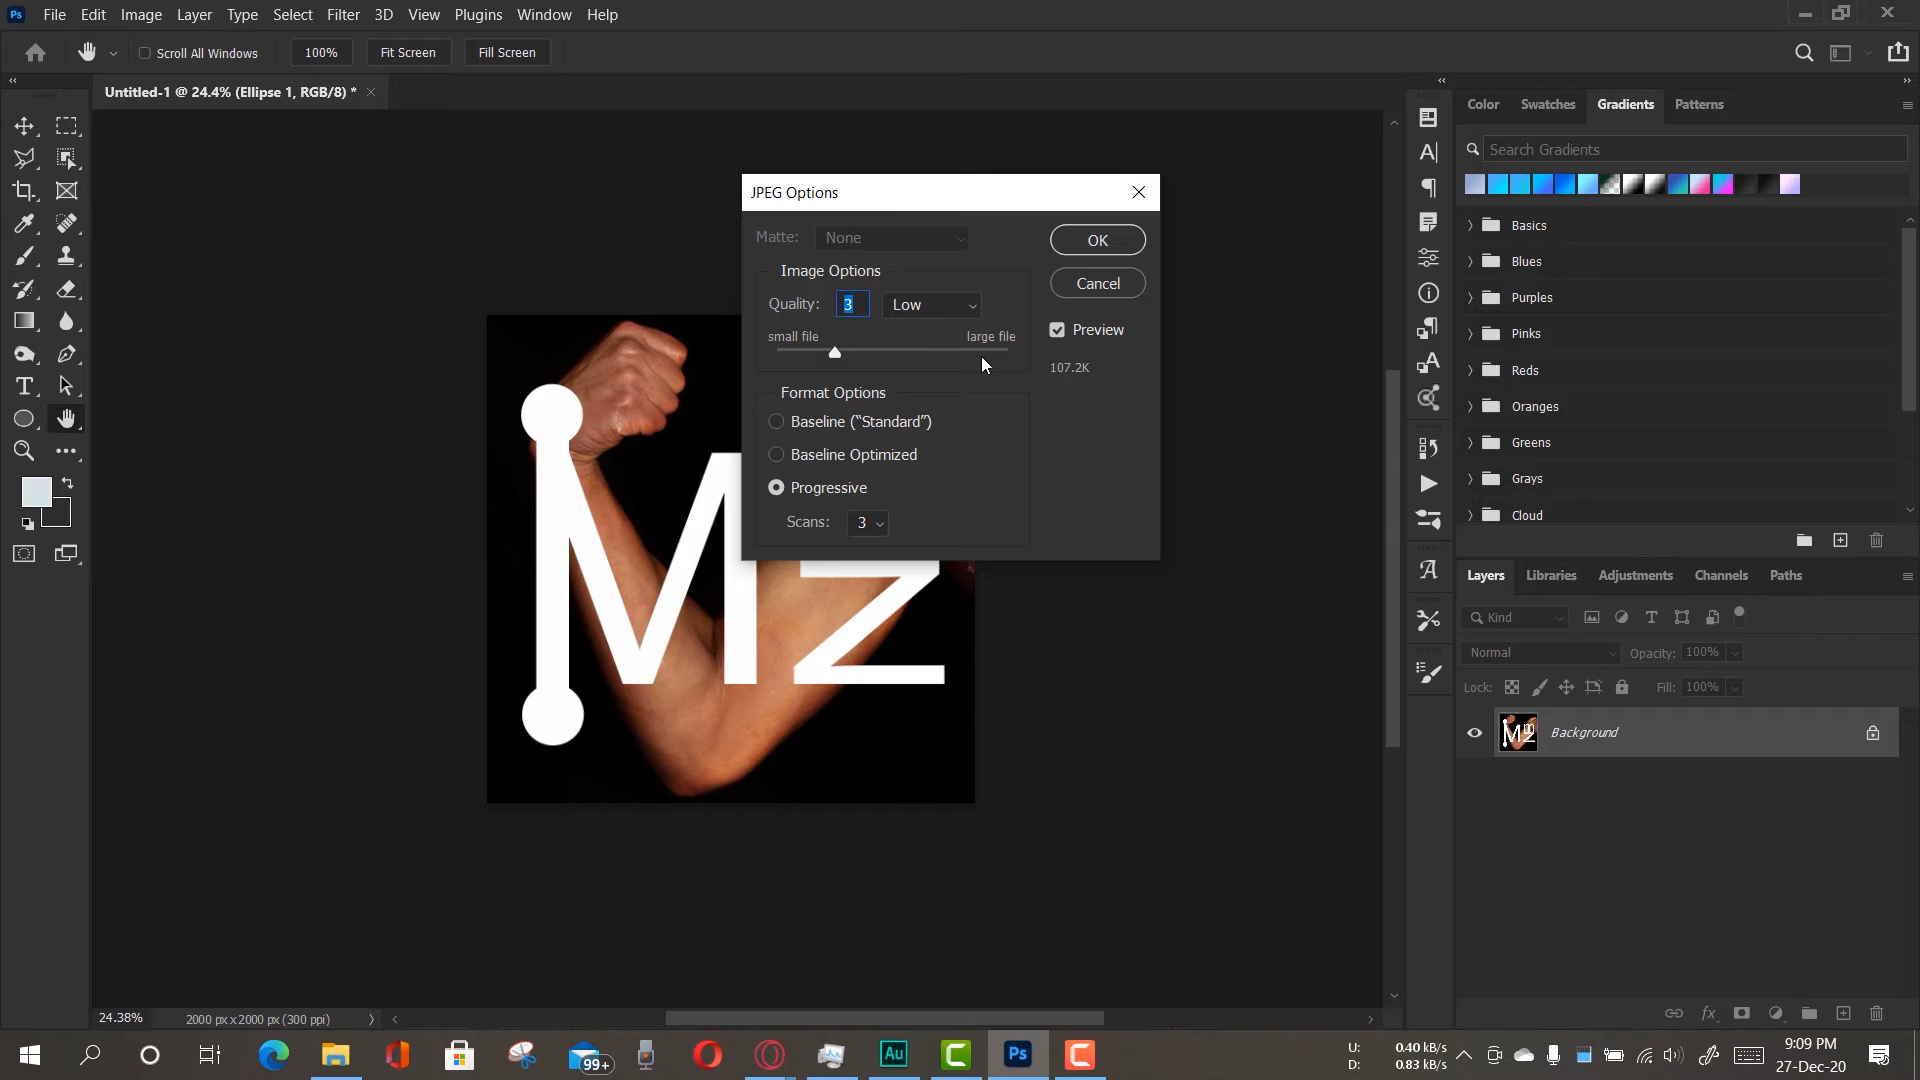 Ps File Edit Image Layer Type Select Filter 3D View Plugins Window Help
Scroll All Windows 100% Fit Screen Fill Screen
Untitled-1 @ 24.4% (Ellipse 1, RGB/8) *
Color Swatches Gradients Patterns
Search Gradients
Basics
Blues
Purples
Pinks
Reds
Oranges
Greens
Grays
Cloud
JPEG Options
Matte: None
OK
Image Options
Cancel
Quality: 3 Low
Preview
small file large file
107.2K
Format Options
Baseline (“Standard”)
Baseline Optimized
Progressive
Scans: 3
Mz
Layers Libraries Adjustments Channels Paths
Kind
Normal Opacity: 100%
Lock: Fill: 100%
Background
24.38% 2000 px x 2000 px (300 ppi)
99+ Au Ps
U: 0.40 kB/s
D: 0.83 kB/s
9:09 PM
27-Dec-20